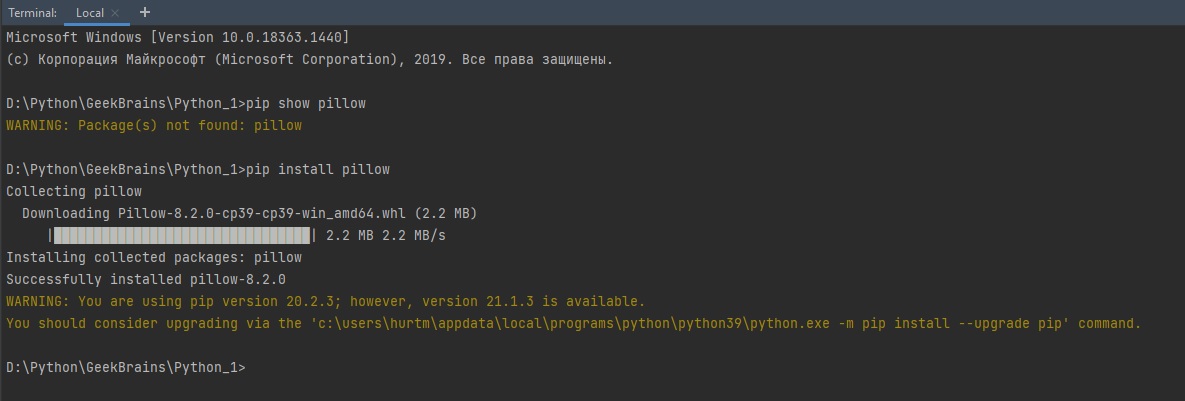 Terminal: Local × +
Microsoft Windows [Version 10.0.18363.1440]
(c) Корпорация Майкрософт (Microsoft Corporation), 2019. Все права защищены.
D:\Python\GeekBrains\Python_1>pip show pillow
WARNING: Package(s) not found: pillow
D:\Python\GeekBrains\Python_1>pip install pillow
Collecting pillow
  Downloading Pillow-8.2.0-cp39-cp39-win_amd64.whl (2.2 MB)
     |████████████████████████████████| 2.2 MB 2.2 MB/s
Installing collected packages: pillow
Successfully installed pillow-8.2.0
WARNING: You are using pip version 20.2.3; however, version 21.1.3 is available.
You should consider upgrading via the 'c:\users\hurtm\appdata\local\programs\python\python39\python.exe -m pip install --upgrade pip' command.
D:\Python\GeekBrains\Python_1>